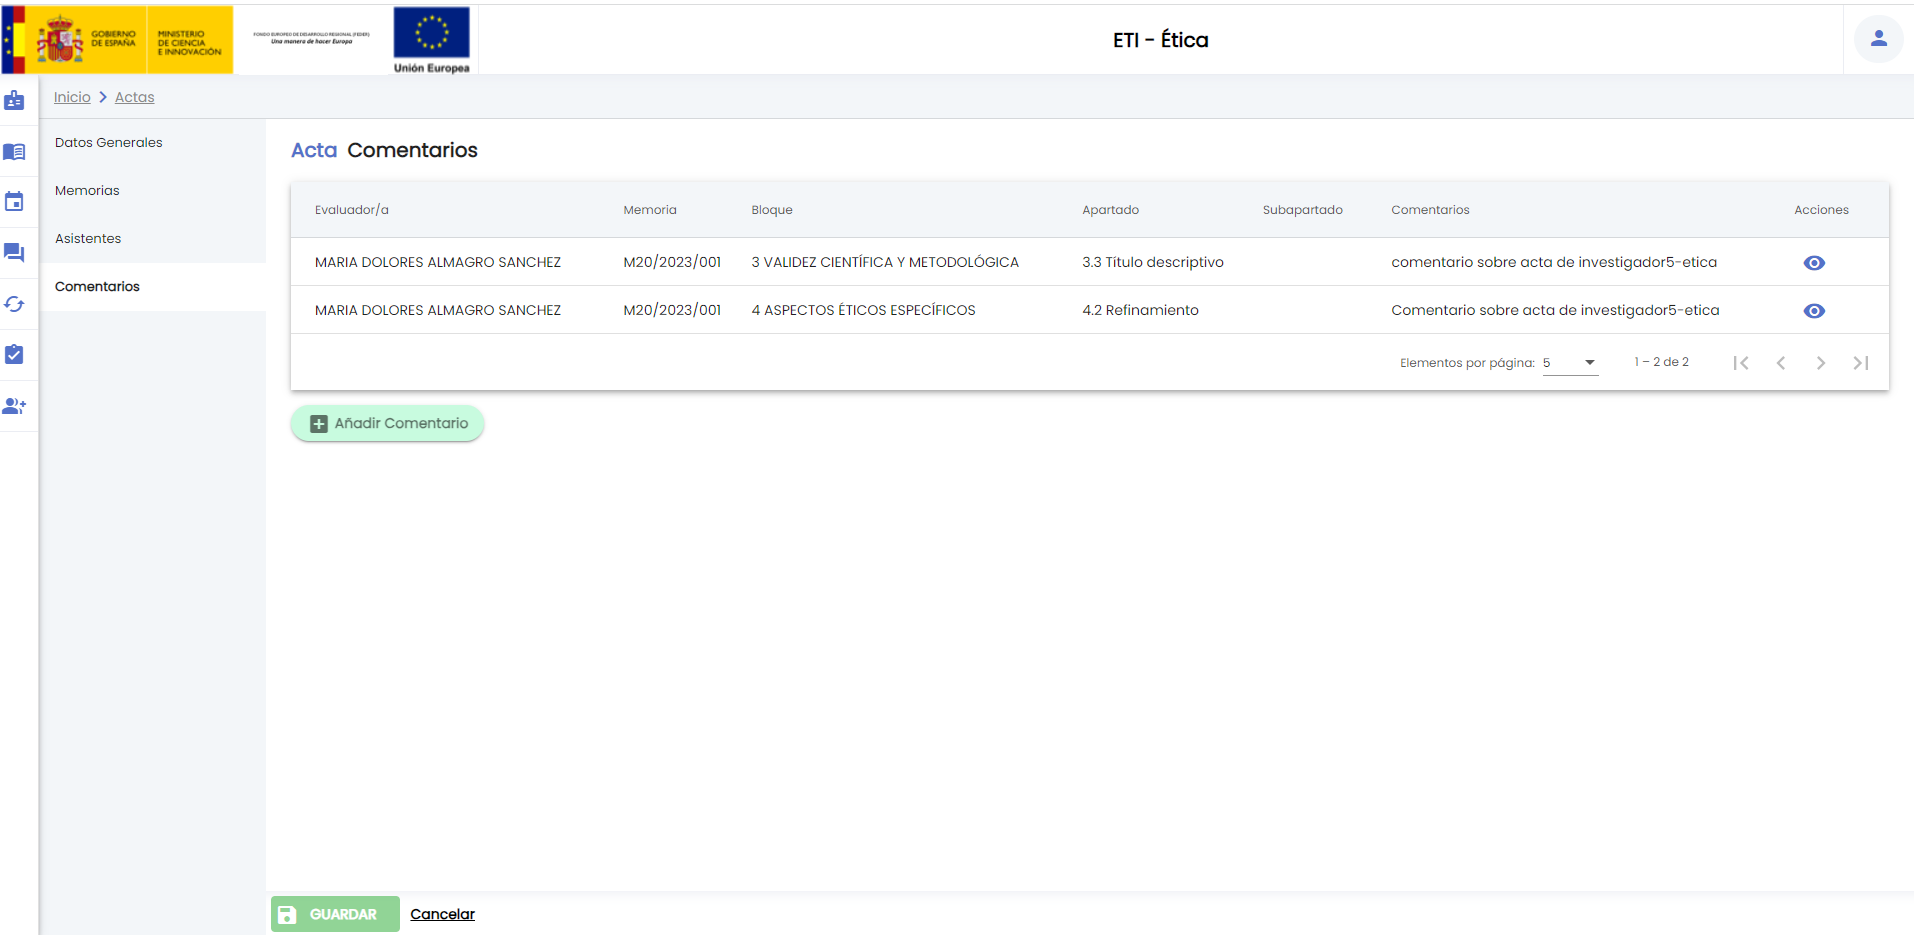 GOBIERNO
DE ESPAÑA
MINISTERIO
DE CIENCIA
E INNOVACIÓN
FONDO EUROPEO DE DESARROLLO REGIONAL (FEDER)
Una manera de hacer Europa
Unión Europea
ETI - Ética
Inicio Actas
Datos Generales
Memorias
Asistentes
Comentarios
Acta Comentarios
Evaluador/a Memoria Bloque Apartado Subapartado Comentarios Acciones
MARIA DOLORES ALMAGRO SANCHEZ M20/2023/001 3 VALIDEZ CIENTÍFICA Y METODOLÓGICA 3.3 Título descriptivo comentario sobre acta de investigador5-etica
MARIA DOLORES ALMAGRO SANCHEZ M20/2023/001 4 ASPECTOS ÉTICOS ESPECÍFICOS 4.2 Refinamiento Comentario sobre acta de investigador5-etica
Elementos por página: 5 1 – 2 de 2
Añadir Comentario
GUARDAR Cancelar